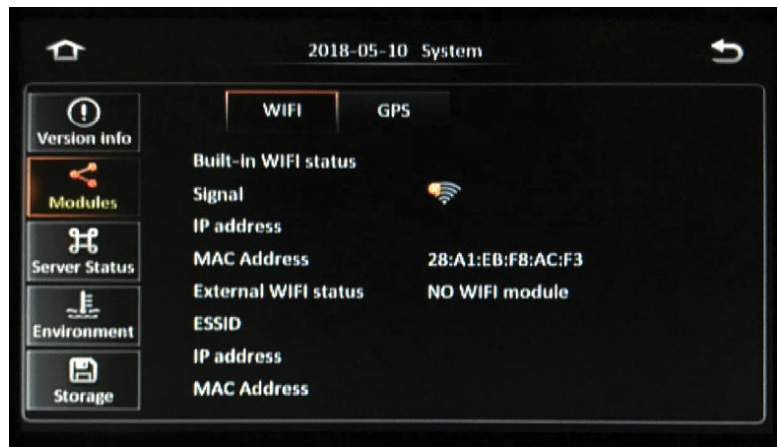 2018-05-10 System
WIFI GPS
Version info
Modules
Server Status
Environment
Storage
Built-in WIFI status
Signal
IP address
MAC Address 28:A1:EB:F8:AC:F3
External WIFI status NO WIFI module
ESSID
IP address
MAC Address